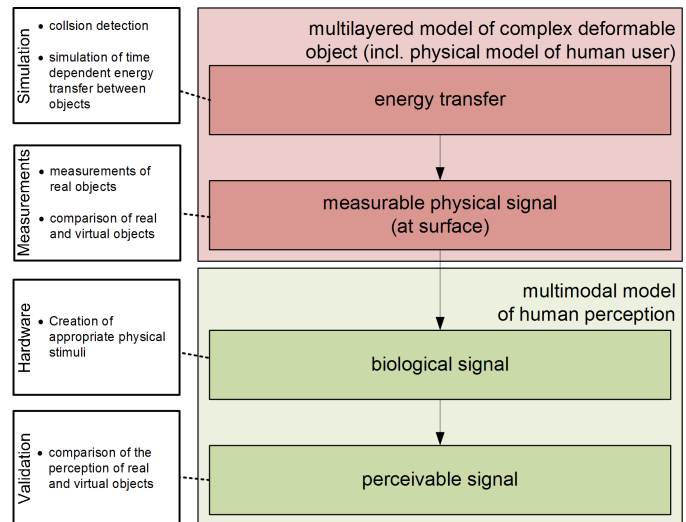 Simulation
• collsion detection
• simulation of time
dependent energy
transfer between
objects
multilayered model of complex deformable
object (incl. physical model of human user)
energy transfer
Measurements
• measurements of
real objects
• comparison of real
and virtual objects
measurable physical signal
(at surface)
Hardware
• Creation of
appropriate physical
stimuli
multimodal model
of human perception
biological signal
Validation
• comparison of the
perception of real
and virtual objects
perceivable signal